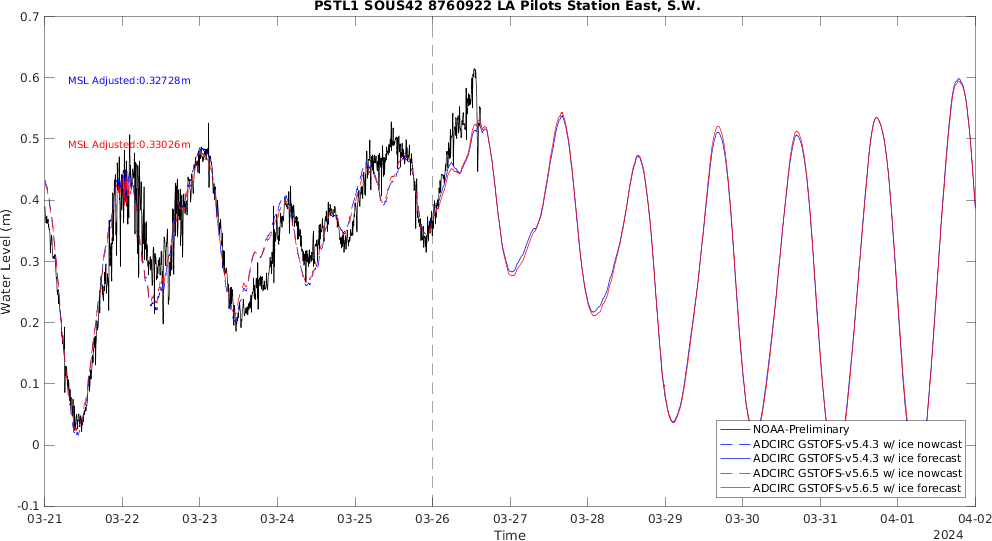 PSTL1 SOUS42 8760922 LA Pilots Station East, S.W.
0.7
0.6
0.5
0.4
0.3
0.2
0.1
0
-0.1
Water Level (m)
MSL Adjusted:0.32728m
MSL Adjusted:0.33026m
NOAA-Preliminary
ADCIRC GSTOFS-v5.4.3 w/ ice nowcast
ADCIRC GSTOFS-v5.4.3 w/ ice forecast
ADCIRC GSTOFS-v5.6.5 w/ ice nowcast
ADCIRC GSTOFS-v5.6.5 w/ ice forecast
03-21 03-22 03-23 03-24 03-25 03-26 03-27 03-28 03-29 03-30 03-31 04-01 04-02
Time
2024